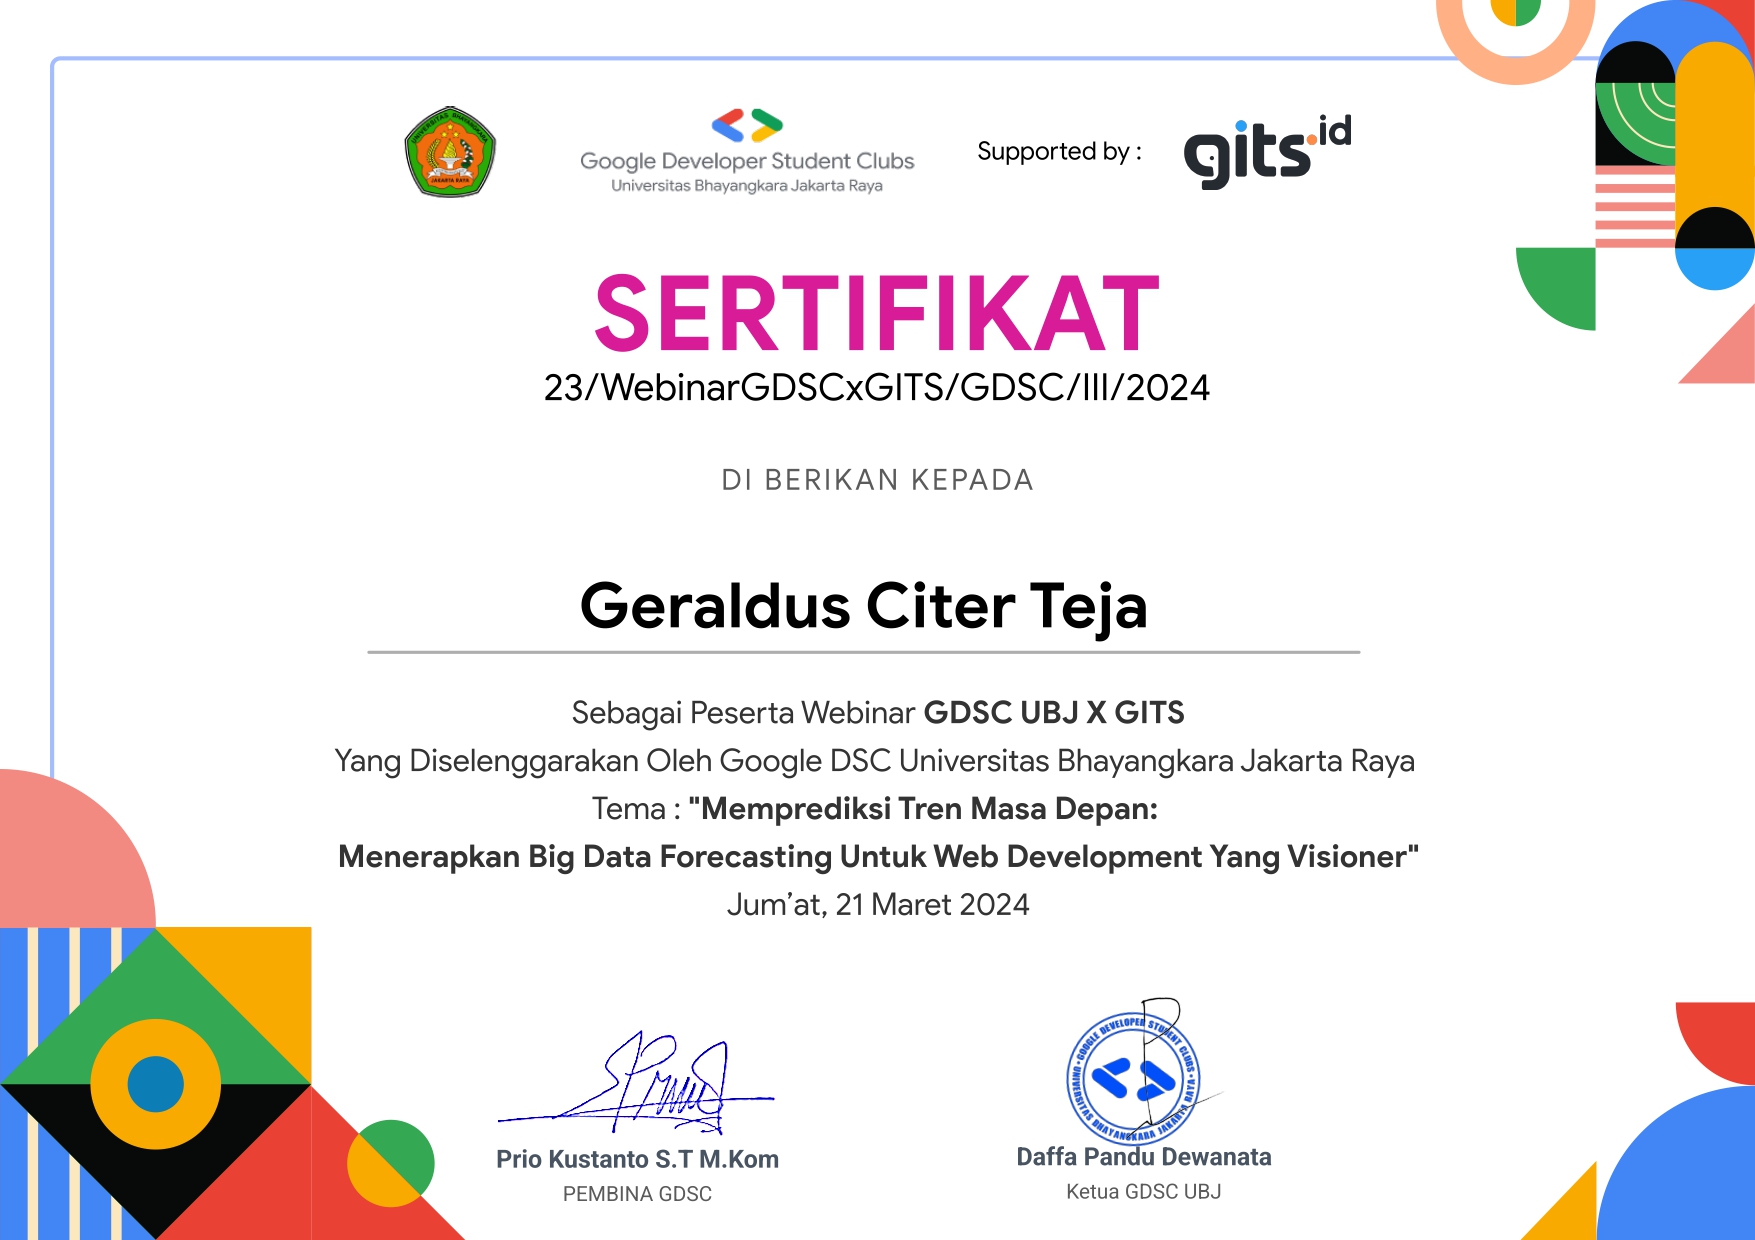 UNIVERSITAS BHAYANGKARA
JAKARTA RAYA
Google Developer Student Clubs
Universitas Bhayangkara Jakarta Raya
Supported by :
gits.id
SERTIFIKAT
23/WebinarGDSCxGITS/GDSC/III/2024
DI BERIKAN KEPADA
Geraldus Citer Teja
Sebagai Peserta Webinar GDSC UBJ X GITS
Yang Diselenggarakan Oleh Google DSC Universitas Bhayangkara Jakarta Raya
Tema : "Memprediksi Tren Masa Depan:
Menerapkan Big Data Forecasting Untuk Web Development Yang Visioner"
Jum’at, 21 Maret 2024
GOOGLE DEVELOPER STUDENT CLUBS
UNIVERSITAS BHAYANGKARA JAKARTA RAYA
Prio Kustanto S.T M.Kom
PEMBINA GDSC
Daffa Pandu Dewanata
Ketua GDSC UBJ